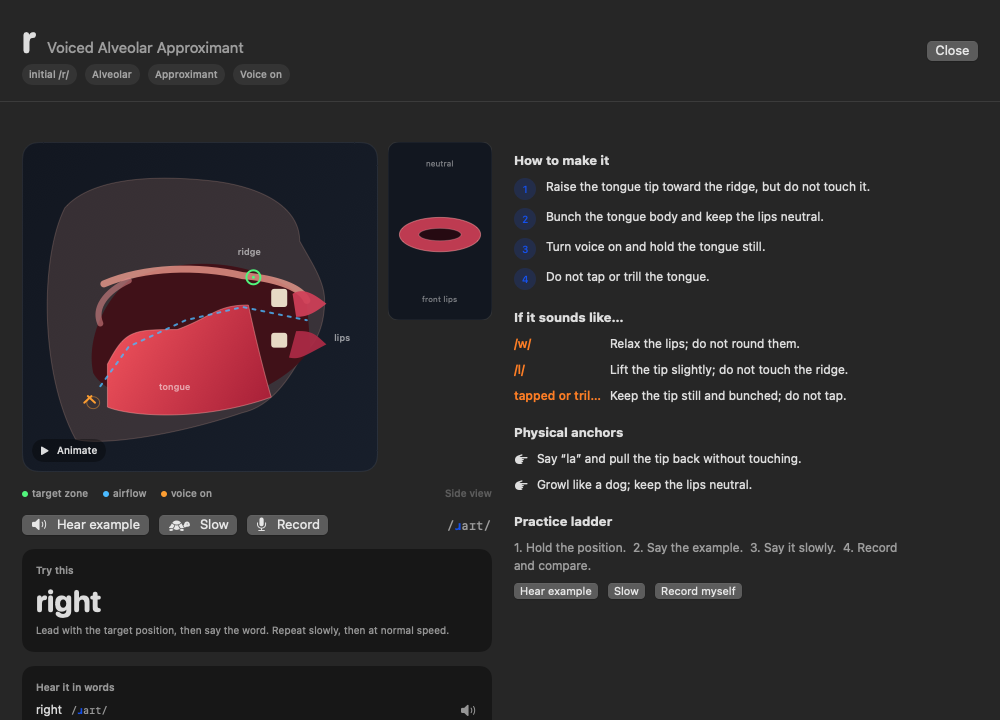 r Voiced Alveolar Approximant
Close
initial /r/ Alveolar Approximant Voice on
neutral
ridge
lips
tongue
front lips
Animate
target zone airflow voice on Side view
Hear example Slow Record /ɹaɪt/
Try this
right
Lead with the target position, then say the word. Repeat slowly, then at normal speed.
Hear it in words
right /ɹaɪt/
How to make it
1 Raise the tongue tip toward the ridge, but do not touch it.
2 Bunch the tongue body and keep the lips neutral.
3 Turn voice on and hold the tongue still.
4 Do not tap or trill the tongue.
If it sounds like...
/w/ Relax the lips; do not round them.
/l/ Lift the tip slightly; do not touch the ridge.
tapped or tril... Keep the tip still and bunched; do not tap.
Physical anchors
Say “la” and pull the tip back without touching.
Growl like a dog; keep the lips neutral.
Practice ladder
1. Hold the position. 2. Say the example. 3. Say it slowly. 4. Record
and compare.
Hear example Slow Record myself